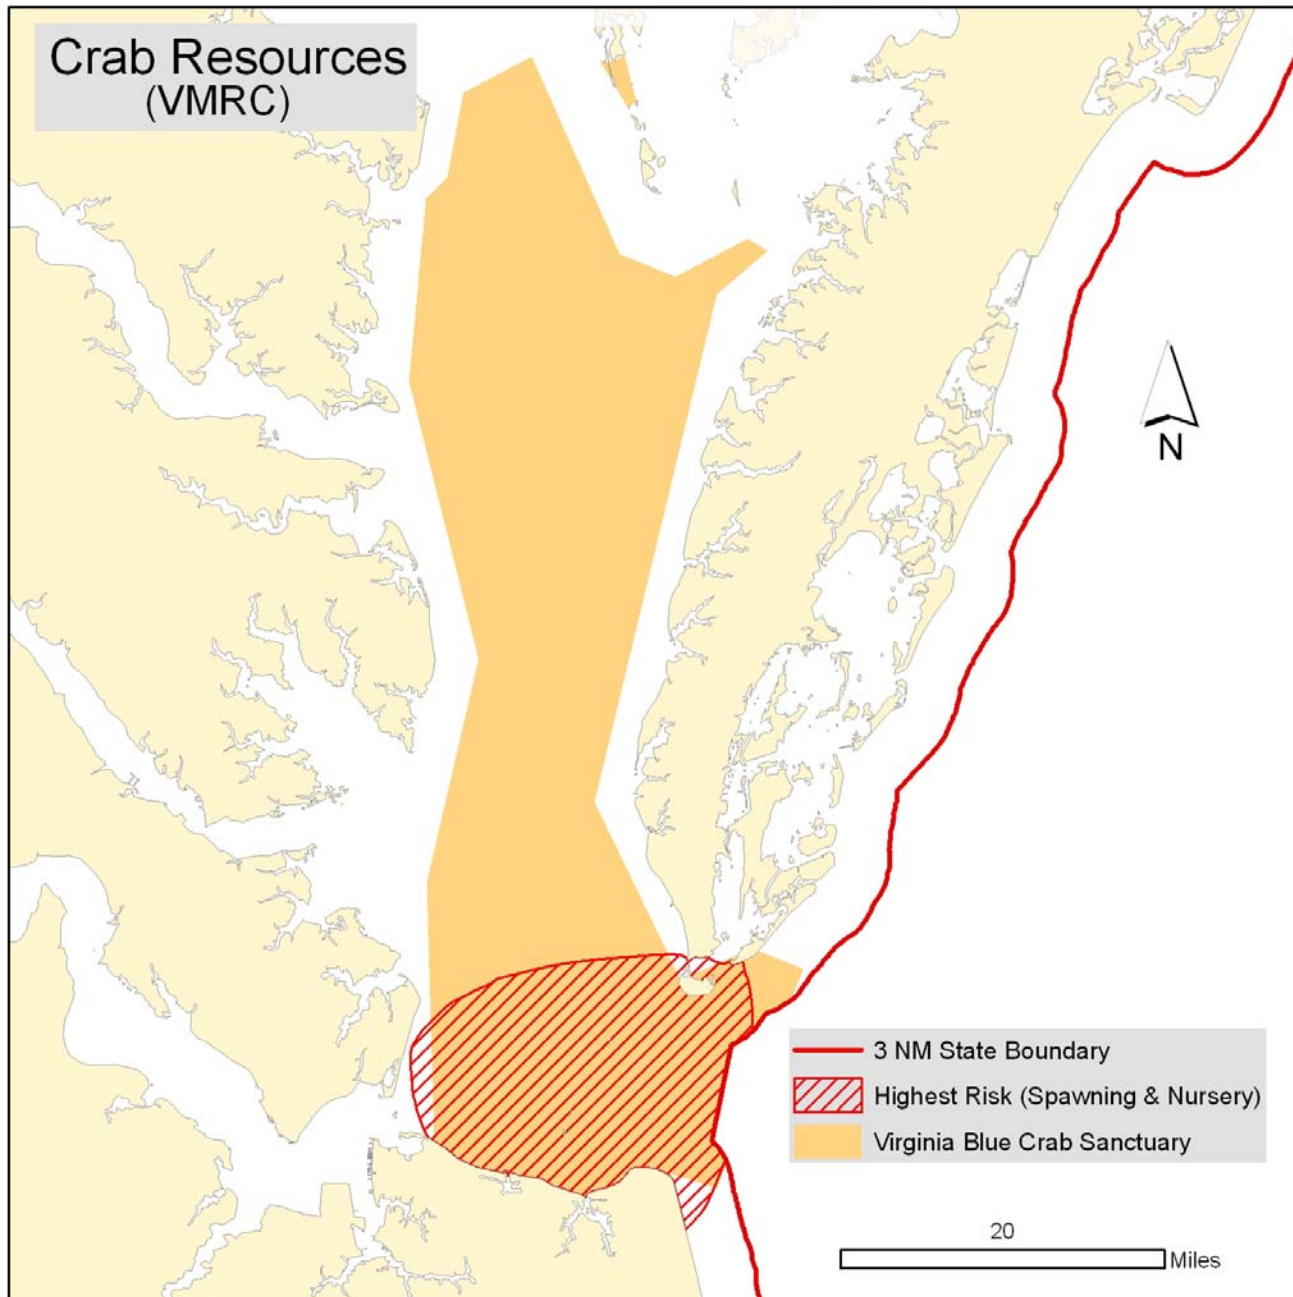 Crab Resources
(VMRC)
N
3 NM State Boundary
Highest Risk (Spawning & Nursery)
Virginia Blue Crab Sanctuary
20
Miles